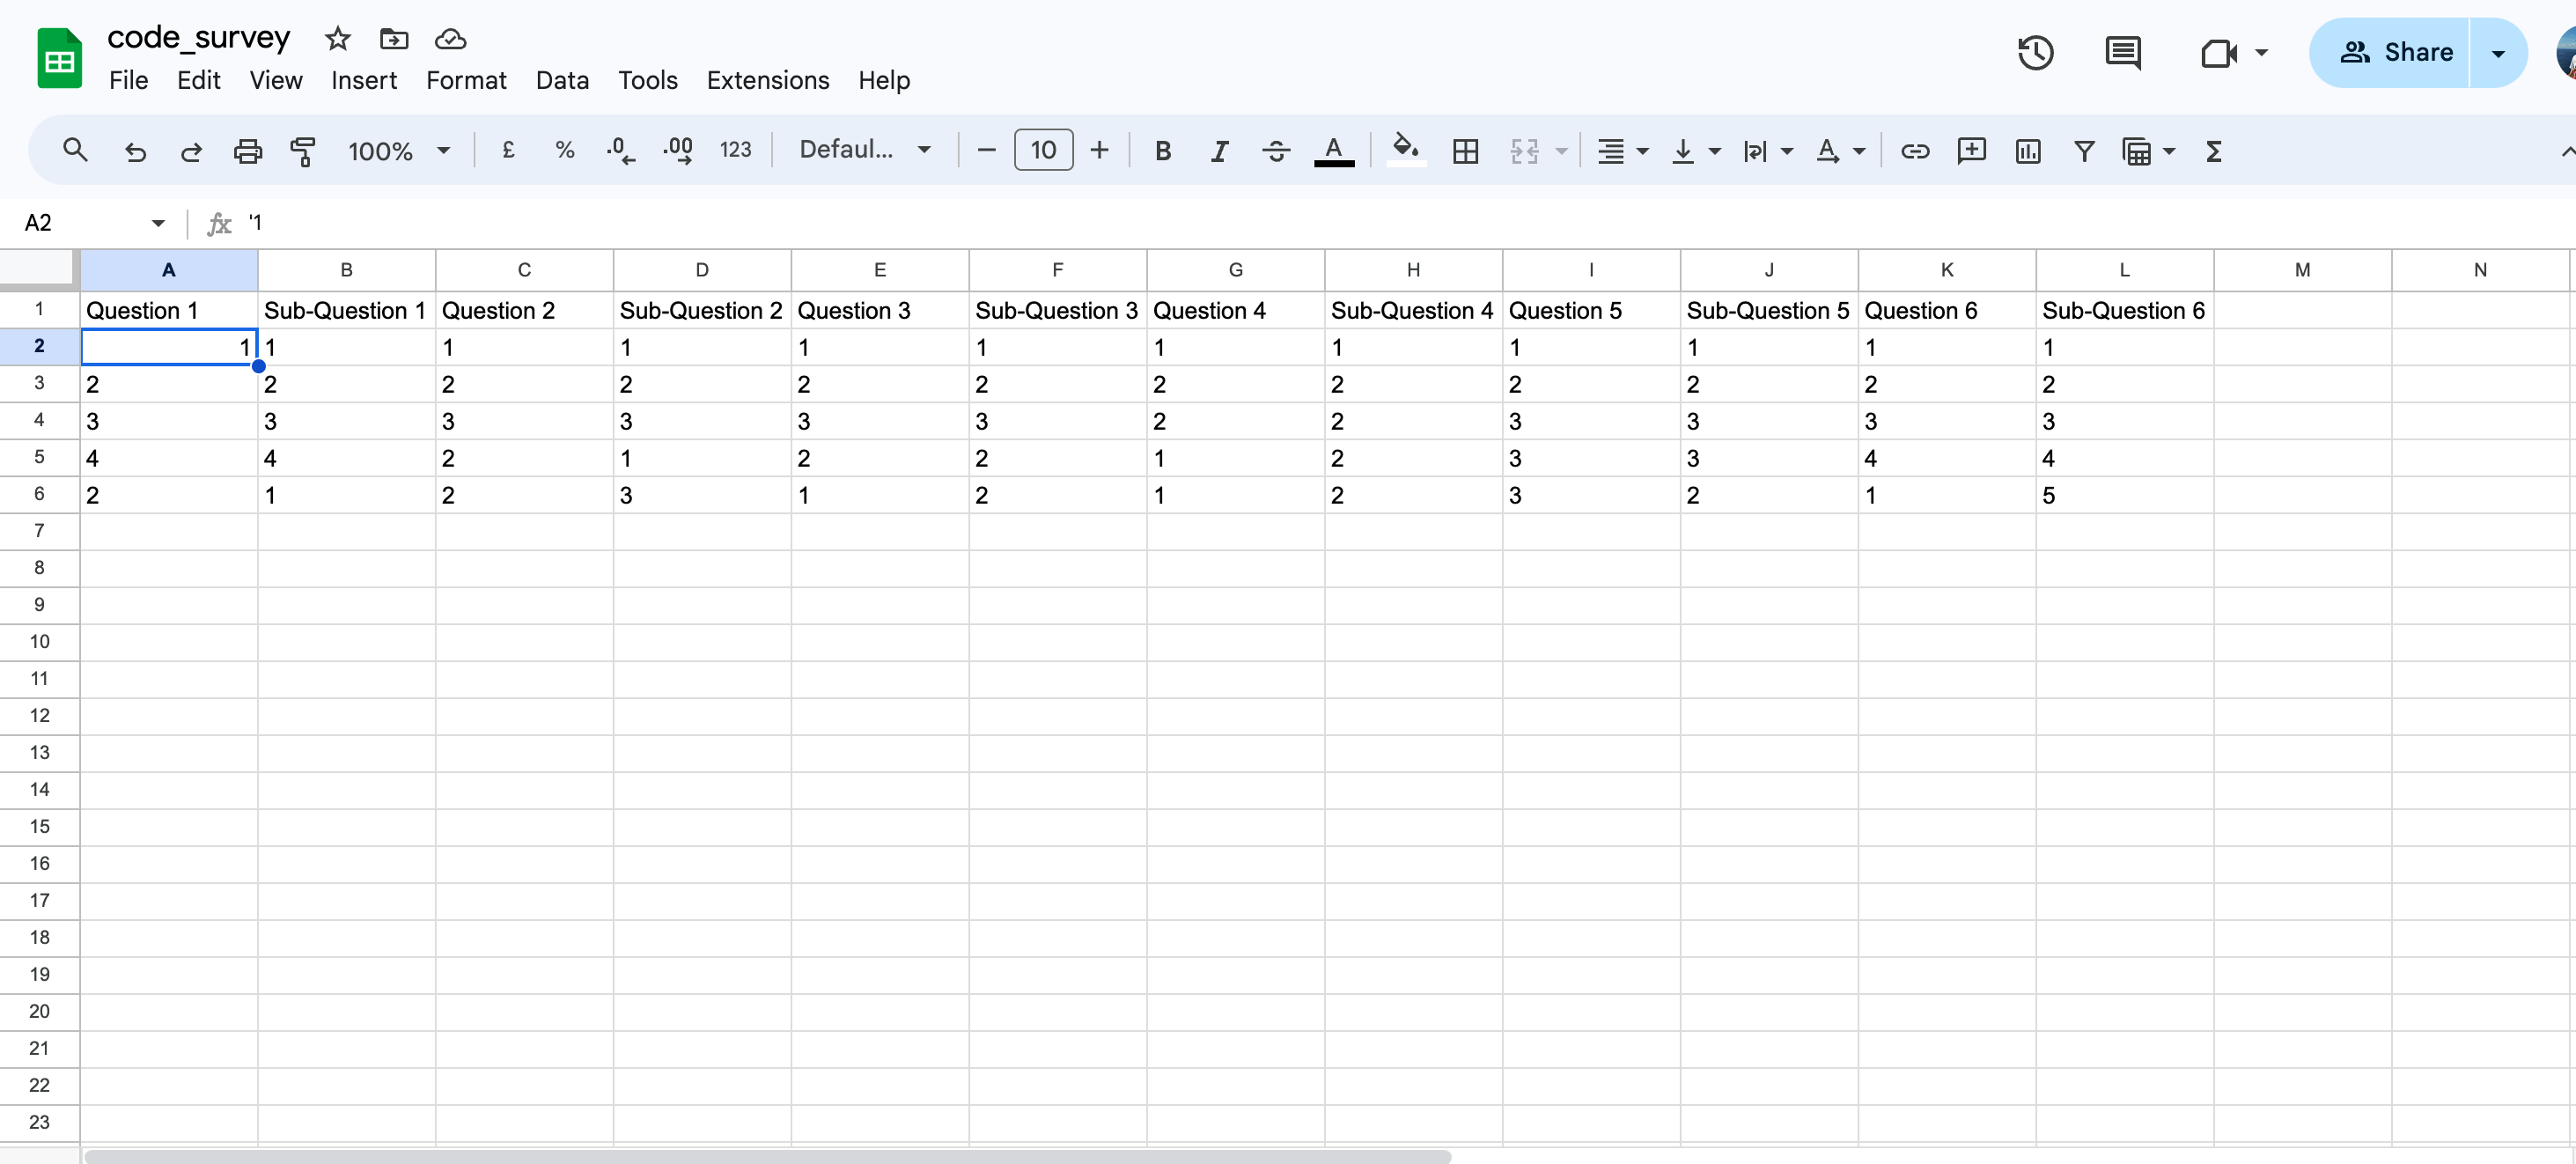 code_survey
File Edit View Insert Format Data Tools Extensions Help
Share
100% £ % .0 .00 123 Defaul... 10 B I A A Σ
A2 fx '1
A B C D E F G H I J K L M N
1 Question 1 Sub-Question 1 Question 2 Sub-Question 2 Question 3 Sub-Question 3 Question 4 Sub-Question 4 Question 5 Sub-Question 5 Question 6 Sub-Question 6
2 1 1 1 1 1 1 1 1 1 1 1 1
3 2 2 2 2 2 2 2 2 2 2 2 2
4 3 3 3 3 3 3 2 2 3 3 3 3
5 4 4 2 1 2 2 1 2 3 3 4 4
6 2 1 2 3 1 2 1 2 3 2 1 5
7
8
9
10
11
12
13
14
15
16
17
18
19
20
21
22
23